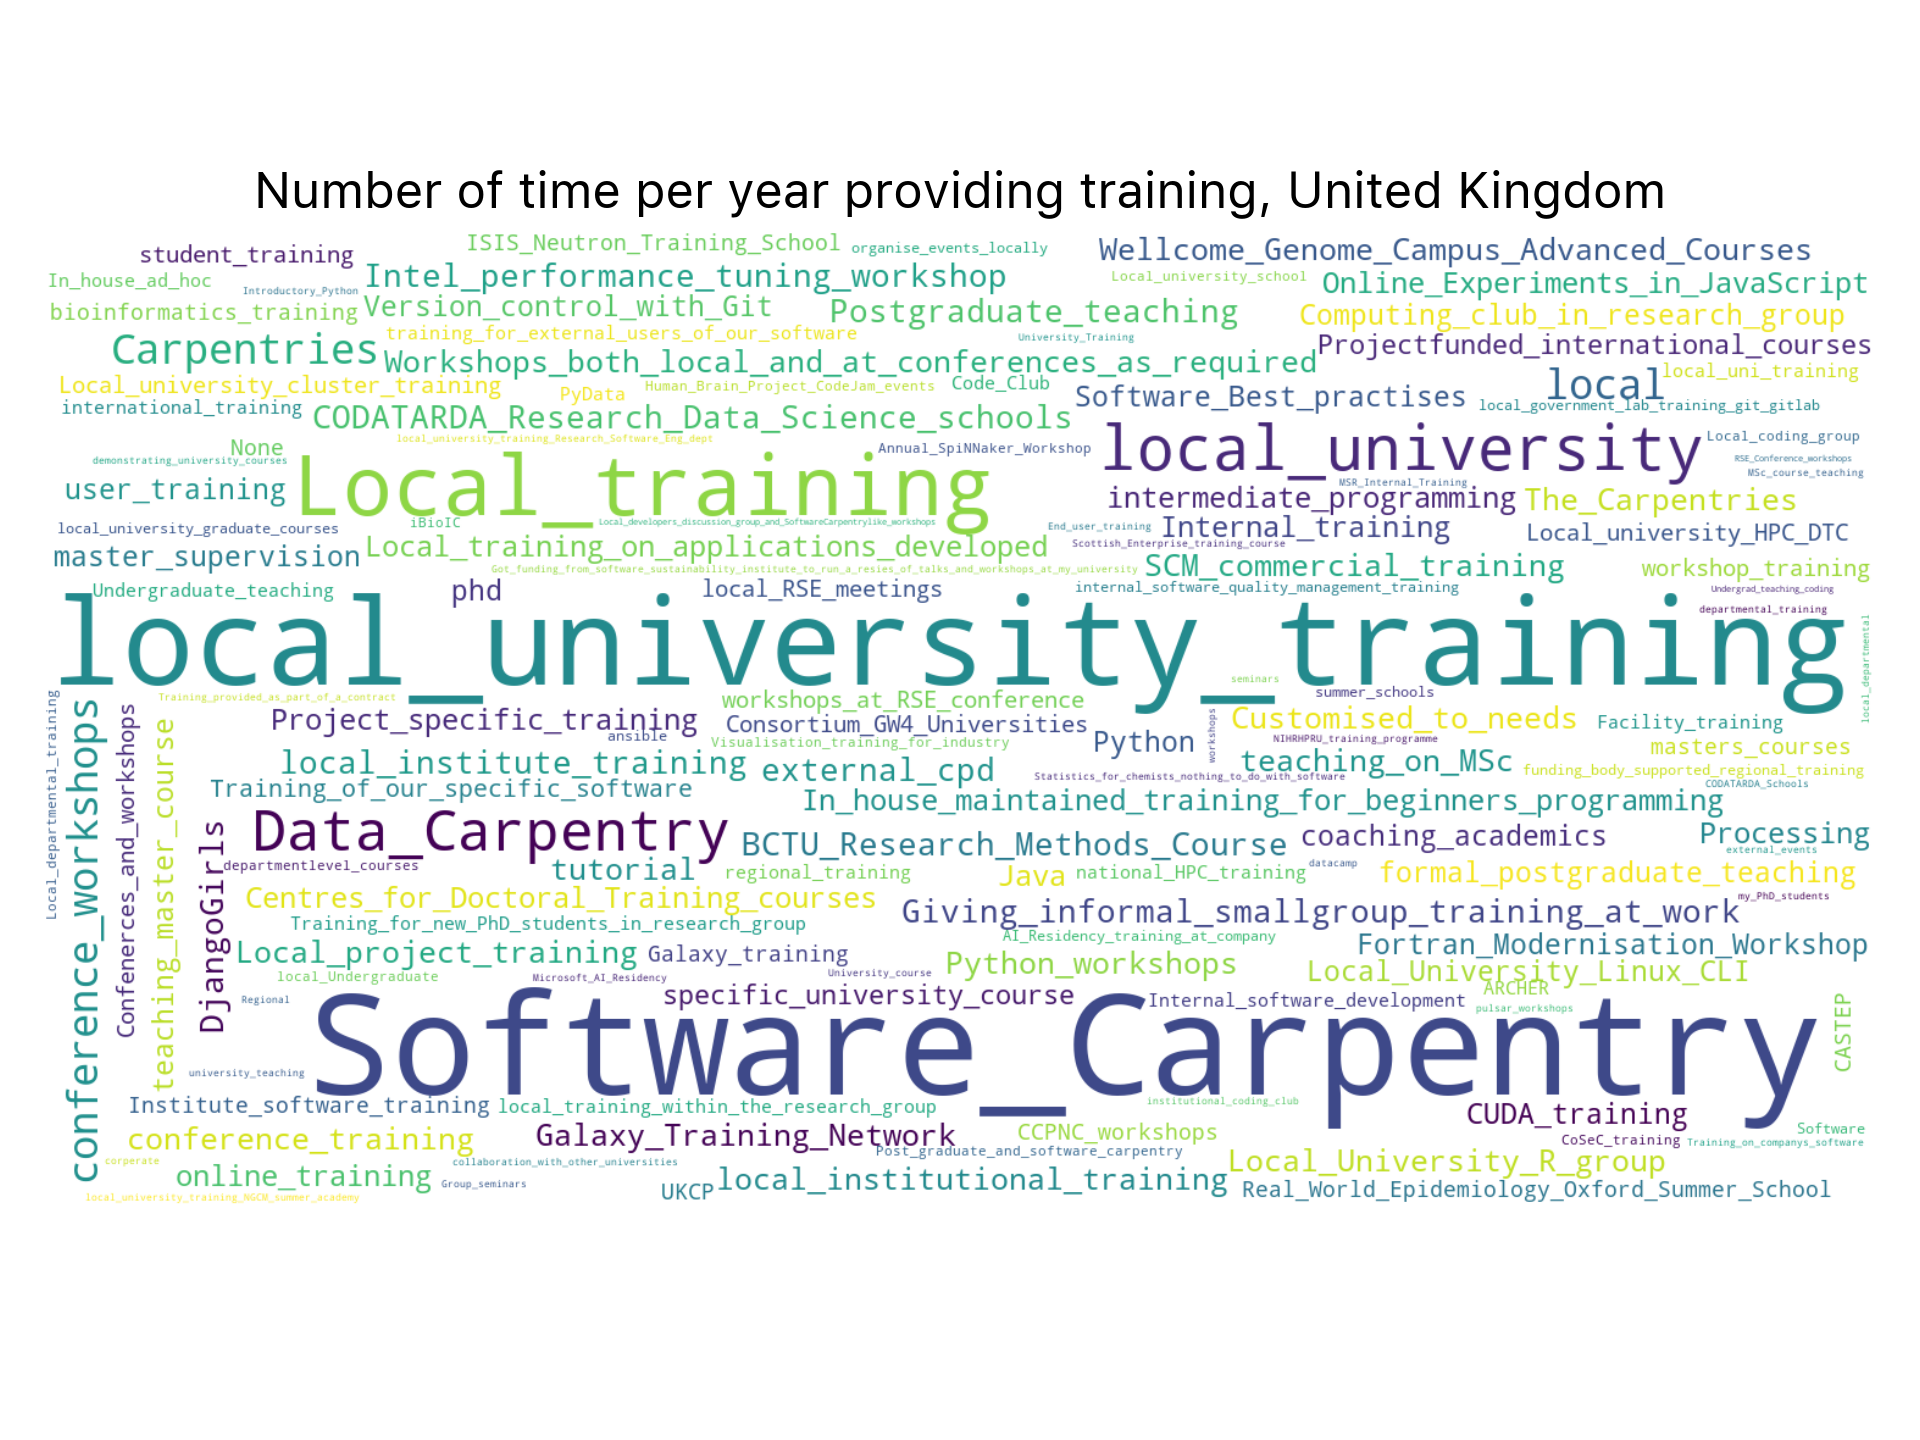 Number of time per year providing training, United Kingdom
student_training
ISIS_Neutron_Training_School
organise_events_locally
Wellcome_Genome_Campus_Advanced_Courses
In_house_ad_hoc
Introductory_Python
Intel_performance_tuning_workshop
Local_university_school
Online_Experiments_in_JavaScript
bioinformatics_training
Version_control_with_Git
Postgraduate_teaching
Computing_club_in_research_group
training_for_external_users_of_our_software
University_Training
Projectfunded_international_courses
Carpentries
Workshops_both_local_and_at_conferences_as_required
local_uni_training
Local_university_cluster_training
PyData
Human_Brain_Project_CodeJam_events
Code_Club
Software_Best_practises
local
international_training
CODATARDA_Research_Data_Science_schools
local_government_lab_training_git_gitlab
local_university_training_Research_Software_Eng_dept
None
Annual_SpiNNaker_Workshop
local_university
Local_coding_group
demonstrating_university_courses
RSE_Conference_workshops
MSc_course_teaching
user_training
Local_training
MSR_Internal_Training
intermediate_programming
The_Carpentries
local_university_graduate_courses
iBioIC
Local_developers_discussion_group_and_SoftwareCarpentrylike_workshops
End_user_training
Internal_training
Local_university_HPC_DTC
master_supervision
Local_training_on_applications_developed
Scottish_Enterprise_training_course
Got_funding_from_software_sustainability_institute_to_run_a_resies_of_talks_and_workshops_at_my_university
SCM_commercial_training
workshop_training
Undergraduate_teaching
phd
local_RSE_meetings
internal_software_quality_management_training
Undergrad_teaching_coding
departmental_training
local_university_training
local_departmental
seminars
Local_departmental_training
conference_workshops
Confenerces_and_workshops
teaching_master_course
DjangoGirls
Training_provided_as_part_of_a_contract
workshops_at_RSE_conference
summer_schools
Project_specific_training
ansible
Consortium_GW4_Universities
workshops
Customised_to_needs
Facility_training
Visualisation_training_for_industry
Python
NIHRHPRU_training_programme
masters_courses
local_institute_training
external_cpd
Statistics_for_chemists_nothing_to_do_with_software
teaching_on_MSc
funding_body_supported_regional_training
CODATARDA_Schools
Training_of_our_specific_software
In_house_maintained_training_for_beginners_programming
Data_Carpentry
BCTU_Research_Methods_Course
coaching_academics
Processing
external_events
departmentlevel_courses
tutorial
regional_training
Java
national_HPC_training
datacamp
formal_postgraduate_teaching
Centres_for_Doctoral_Training_courses
my_PhD_students
Giving_informal_smallgroup_training_at_work
Training_for_new_PhD_students_in_research_group
AI_Residency_training_at_company
Fortran_Modernisation_Workshop
Local_project_training
Galaxy_training
Python_workshops
local_Undergraduate
Microsoft_AI_Residency
University_course
Local_University_Linux_CLI
Regional
specific_university_course
Internal_software_development
ARCHER
pulsar_workshops
CASTEP
Software_Carpentry
university_teaching
Institute_software_training
local_training_within_the_research_group
institutional_coding_club
CUDA_training
conference_training
Galaxy_Training_Network
CCPNC_workshops
Software
CoSeC_training
Training_on_companys_software
corperate
online_training
collaboration_with_other_universities
Post_graduate_and_software_carpentry
Local_University_R_group
Group_seminars
local_university_training_NGCM_summer_academy
UKCP
local_institutional_training
Real_World_Epidemiology_Oxford_Summer_School